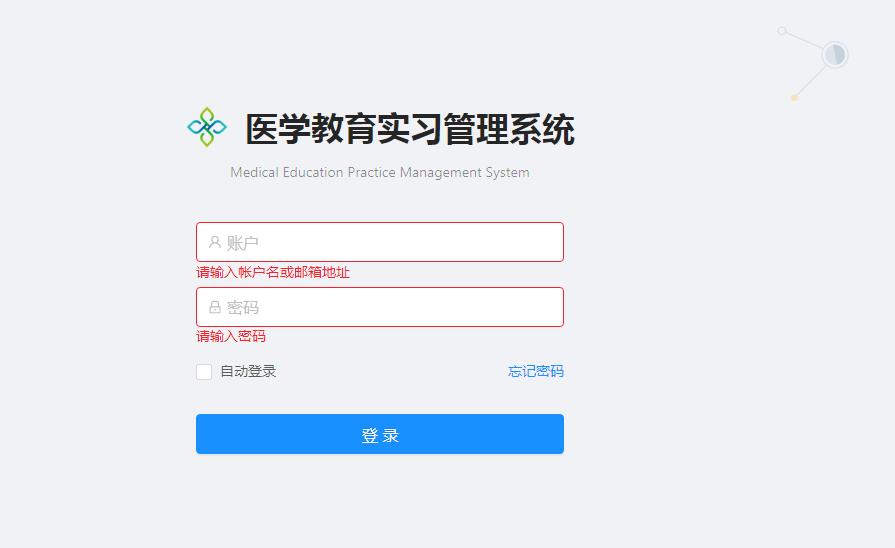 医学教育实习管理系统
Medical Education Practice Management System
账户
请输入帐户名或邮箱地址
密码
请输入密码
自动登录 忘记密码
登 录